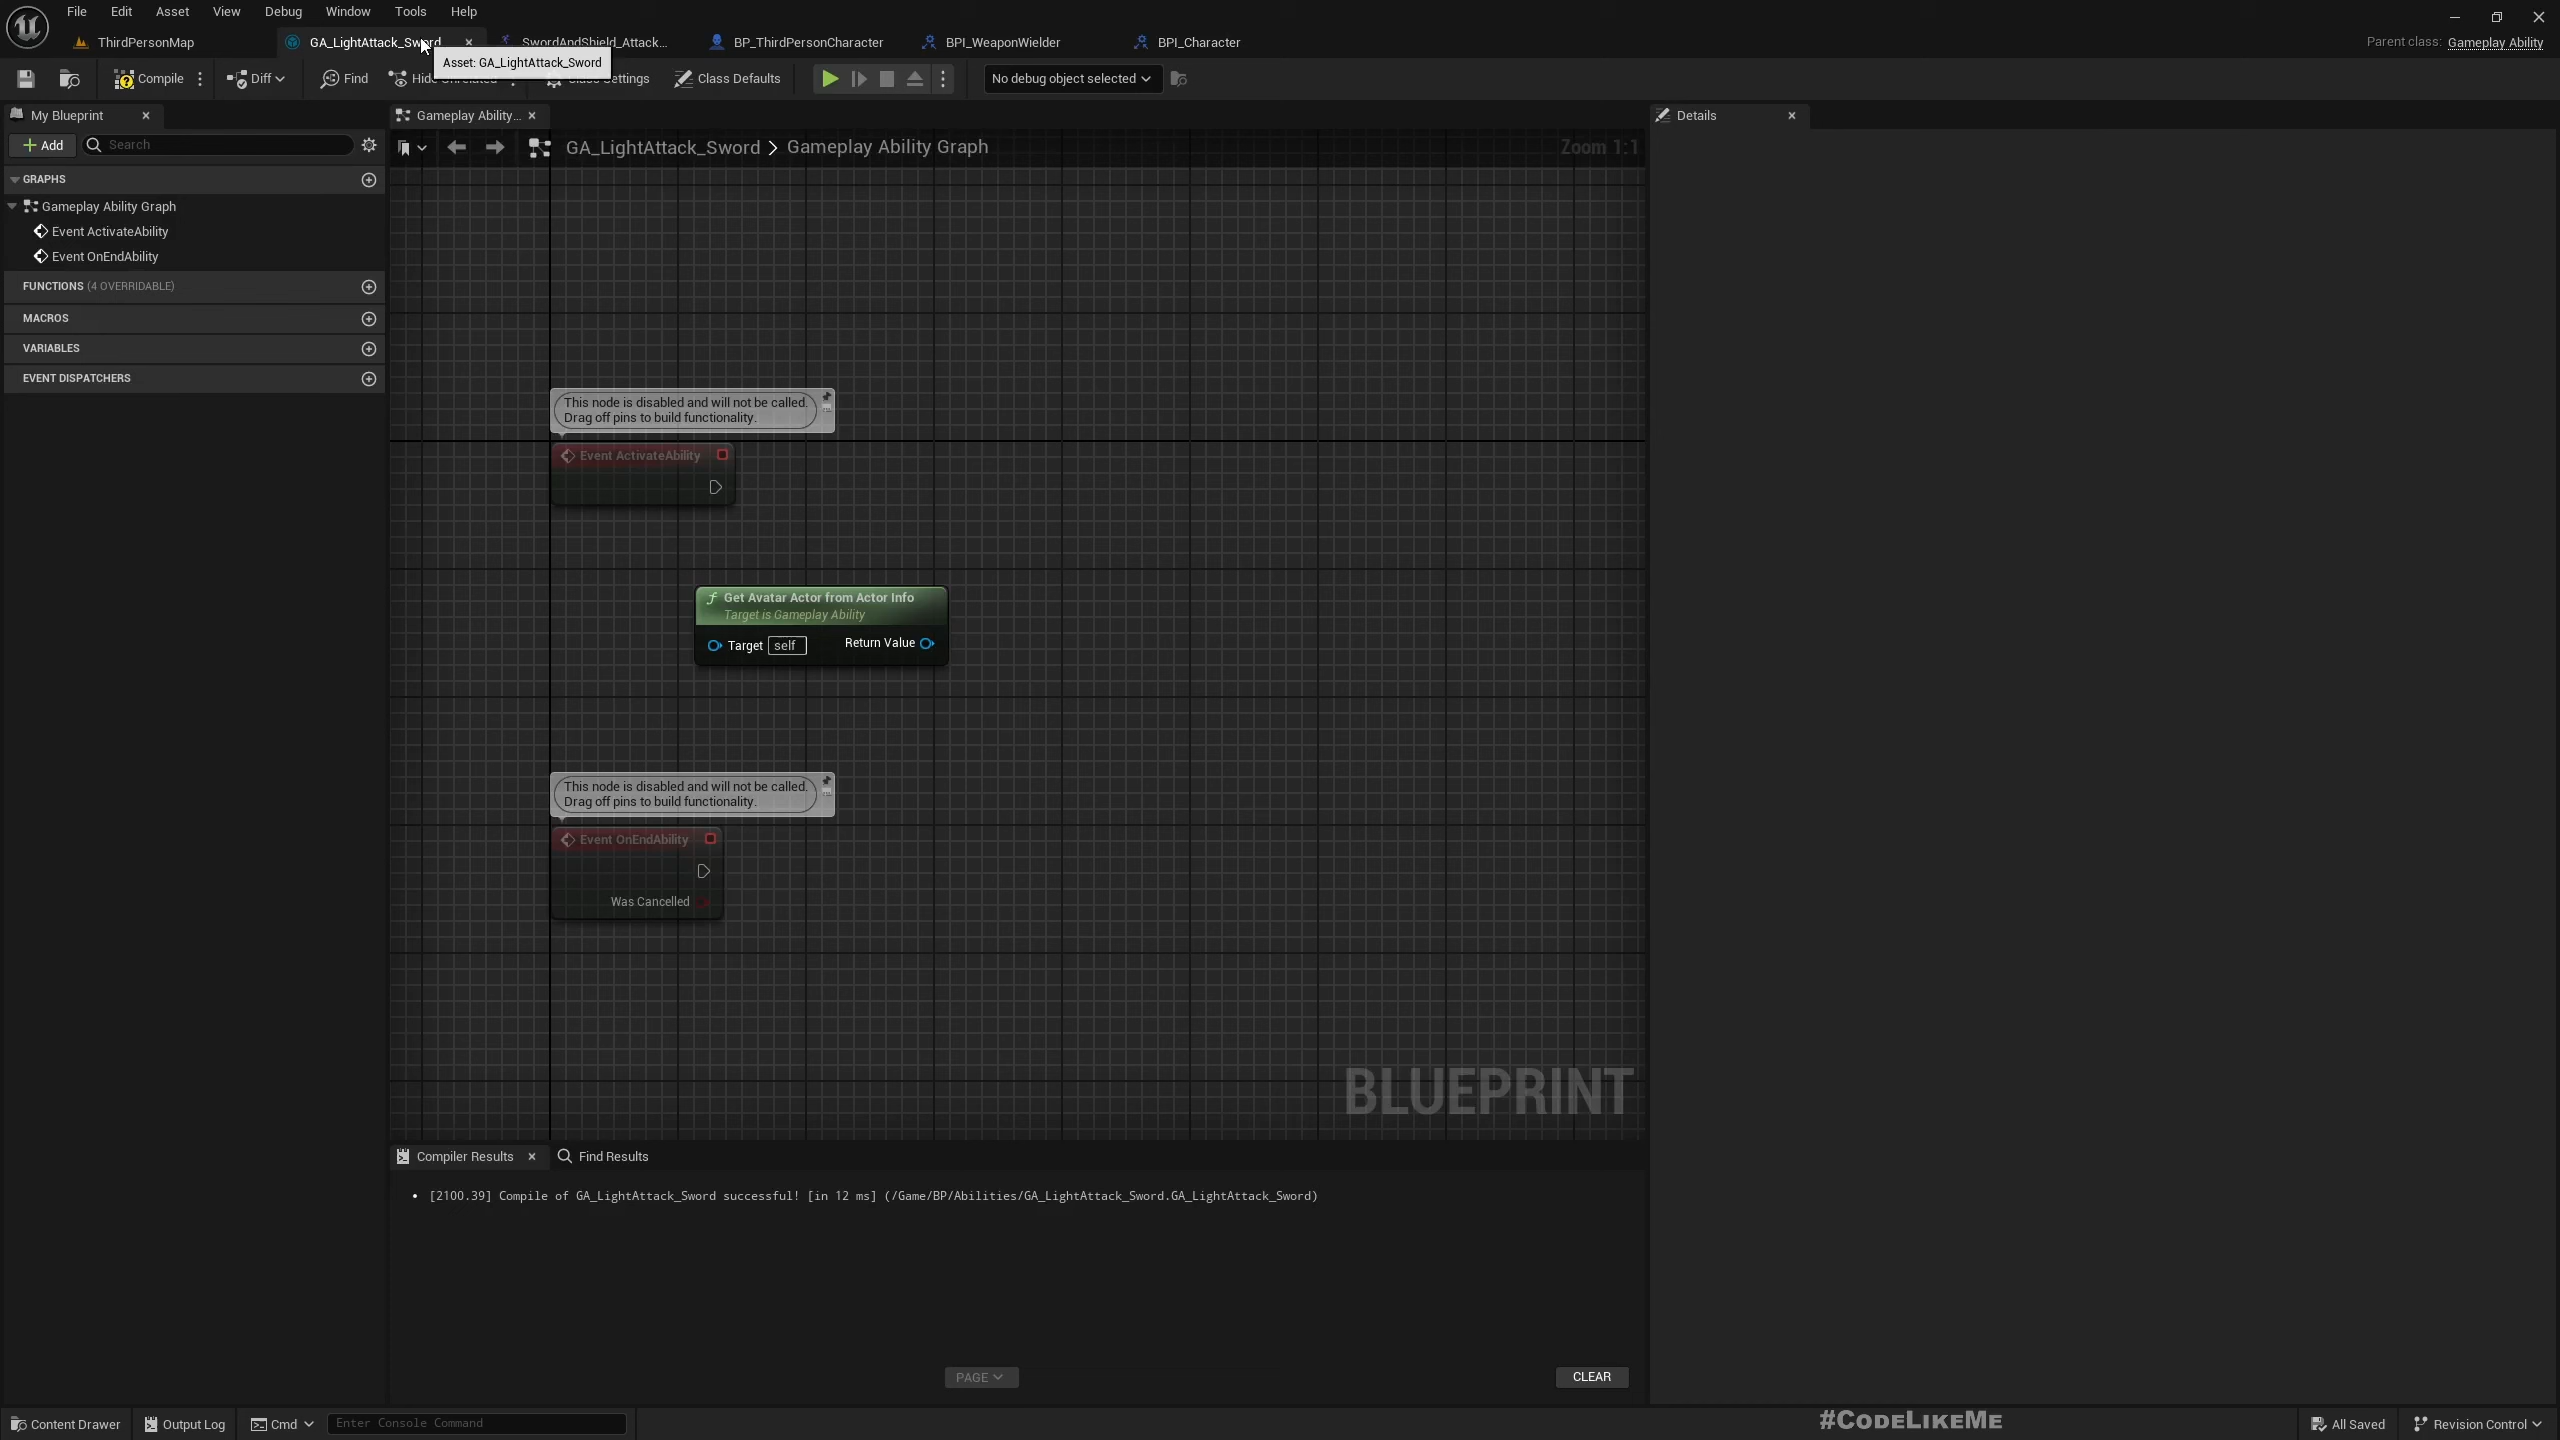 File Edit Asset View Debug Window Tools Help
ThirdPersonMap
GA_LightAttack_Sword
SwordAndShield_Attack...
BP_ThirdPersonCharacter
BPI_WeaponWielder
BPI_Character
Parent class: Gameplay Ability
Asset: GA_LightAttack_Sword
Compile
Diff
Find
Hide Unrelated
Class Settings
Class Defaults
No debug object selected
My Blueprint
Gameplay Ability...
Details
Add
Search
GA_LightAttack_Sword > Gameplay Ability Graph
Zoom 1:1
GRAPHS
Gameplay Ability Graph
Event ActivateAbility
Event OnEndAbility
FUNCTIONS (4 OVERRIDABLE)
MACROS
VARIABLES
EVENT DISPATCHERS
This node is disabled and will not be called.
Drag off pins to build functionality.
Event ActivateAbility
Get Avatar Actor from Actor Info
Target is Gameplay Ability
Target self
Return Value
This node is disabled and will not be called.
Drag off pins to build functionality.
Event OnEndAbility
Was Cancelled
BLUEPRINT
Compiler Results
Find Results
• [2100.39] Compile of GA_LightAttack_Sword successful! [in 12 ms] (/Game/BP/Abilities/GA_LightAttack_Sword.GA_LightAttack_Sword)
PAGE
CLEAR
Content Drawer
Output Log
Cmd
Enter Console Command
#CodeLikeMe
All Saved
Revision Control